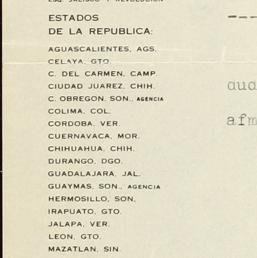 ESTADOS
DE LA REPUBLICA:
AGUASCALIENTES, AGS.
CELAYA, GTO.
C. DEL CARMEN, CAMP.
CIUDAD JUAREZ, CHIH.
C. OBREGON, SON., AGENCIA
COLIMA, COL.
CORDOBA, VER.
CUERNAVACA, MOR.
CHIHUAHUA, CHIH.
DURANGO, DGO.
GUADALAJARA, JAL.
GUAYMAS, SON., AGENCIA
HERMOSILLO, SON,
IRAPUATO, GTO.
JALAPA, VER.
LEON, GTO.
MAZATLAN, SIN.
---
aud
afm